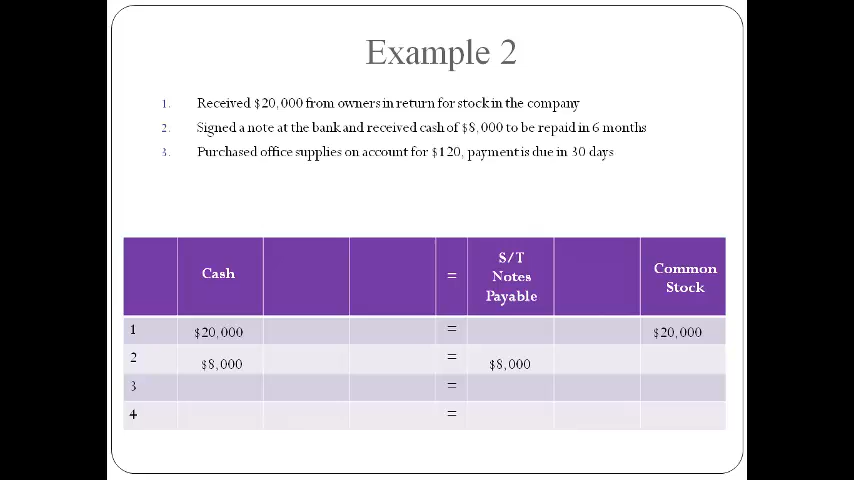 Example 2
1. Received $20,000 from owners in return for stock in the company
2. Signed a note at the bank and received cash of $8,000 to be repaid in 6 months
3. Purchased office supplies on account for $120, payment is due in 30 days
Cash = S/T Notes Payable Common Stock
1 $20,000 = $20,000
2 $8,000 = $8,000
3 =
4 =